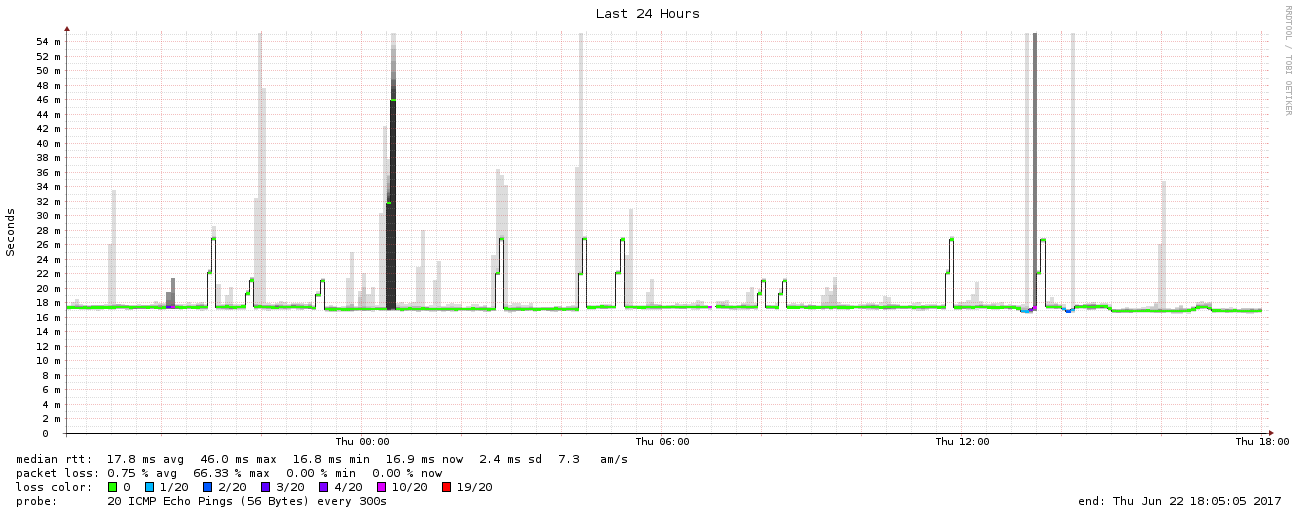 Last 24 Hours
RRDTOOL / TOBI OETIKER
Seconds
54 m
52 m
50 m
48 m
46 m
44 m
42 m
40 m
38 m
36 m
34 m
32 m
30 m
28 m
26 m
24 m
22 m
20 m
18 m
16 m
14 m
12 m
10 m
8 m
6 m
4 m
2 m
0
Thu 00:00 Thu 06:00 Thu 12:00 Thu 18:00
median rtt: 17.8 ms avg 46.0 ms max 16.8 ms min 16.9 ms now 2.4 ms sd 7.3 am/s
packet loss: 0.75 % avg 66.33 % max 0.00 % min 0.00 % now
loss color: 0 1/20 2/20 3/20 4/20 10/20 19/20
probe: 20 ICMP Echo Pings (56 Bytes) every 300s end: Thu Jun 22 18:05:05 2017